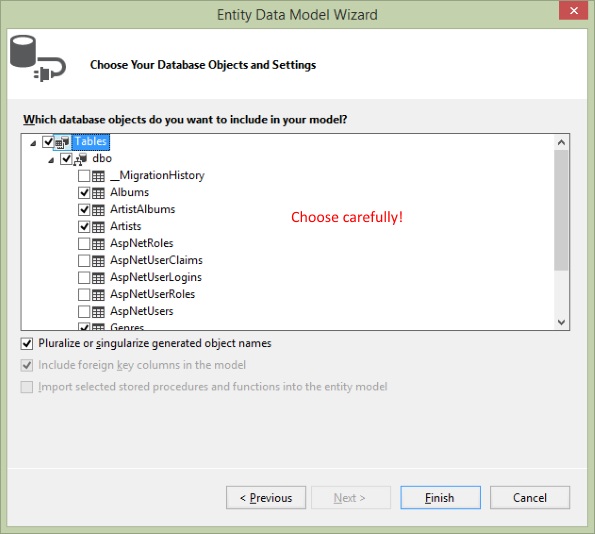 Entity Data Model Wizard
Choose Your Database Objects and Settings
Which database objects do you want to include in your model?
Tables
dbo
__MigrationHistory
Albums
ArtistAlbums
Artists
Choose carefully!
AspNetRoles
AspNetUserClaims
AspNetUserLogins
AspNetUserRoles
AspNetUsers
Genres
Pluralize or singularize generated object names
Include foreign key columns in the model
Import selected stored procedures and functions into the entity model
< Previous
Next >
Finish
Cancel